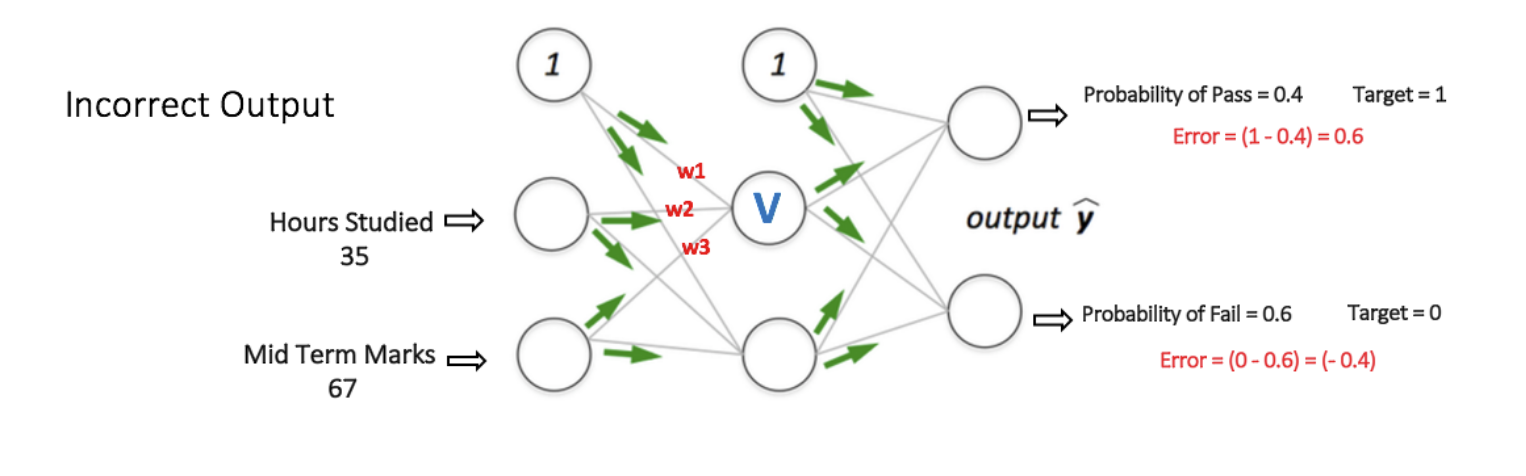 Incorrect Output
1
1
Probability of Pass = 0.4 Target = 1
Error = (1 - 0.4) = 0.6
w1
w2
w3
V
Hours Studied
35
output ŷ
Probability of Fail = 0.6 Target = 0
Error = (0 - 0.6) = (- 0.4)
Mid Term Marks
67